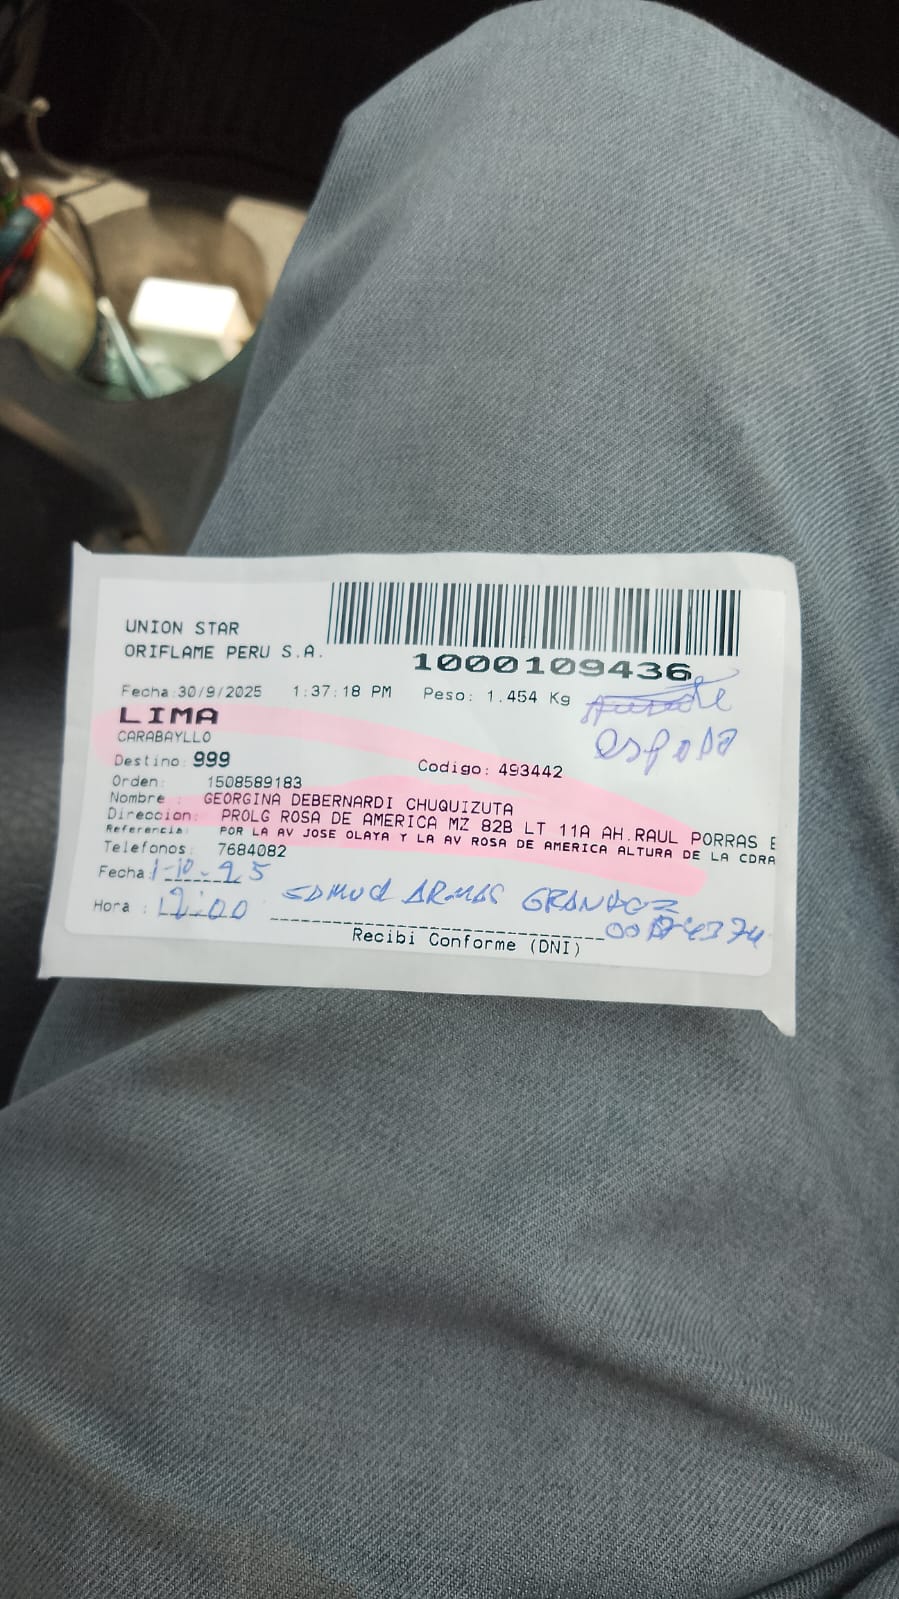 UNION STAR
ORIFLAME PERU S.A.
1000109436
Fecha:30/9/2025 1:37:18 PM Peso: 1.454 Kg
LIMA
CARABAYLLO
esposo
Destino: 999
Codigo: 493442
Orden: 1508589183
Nombre : GEORGINA DEBERNARDI CHUQUIZUTA
Direccion: PROLG ROSA DE AMERICA MZ 82B LT 11A AH.RAUL PORRAS
Referencia: POR LA AV JOSE OLAYA Y LA AV ROSA DE AMERICA ALTURA DE LA CDRA
Telefonos: 7684082
Fecha 1-10-25
Hora : 12:00
ARMAS GRANDEZ
Recibi Conforme (DNI)